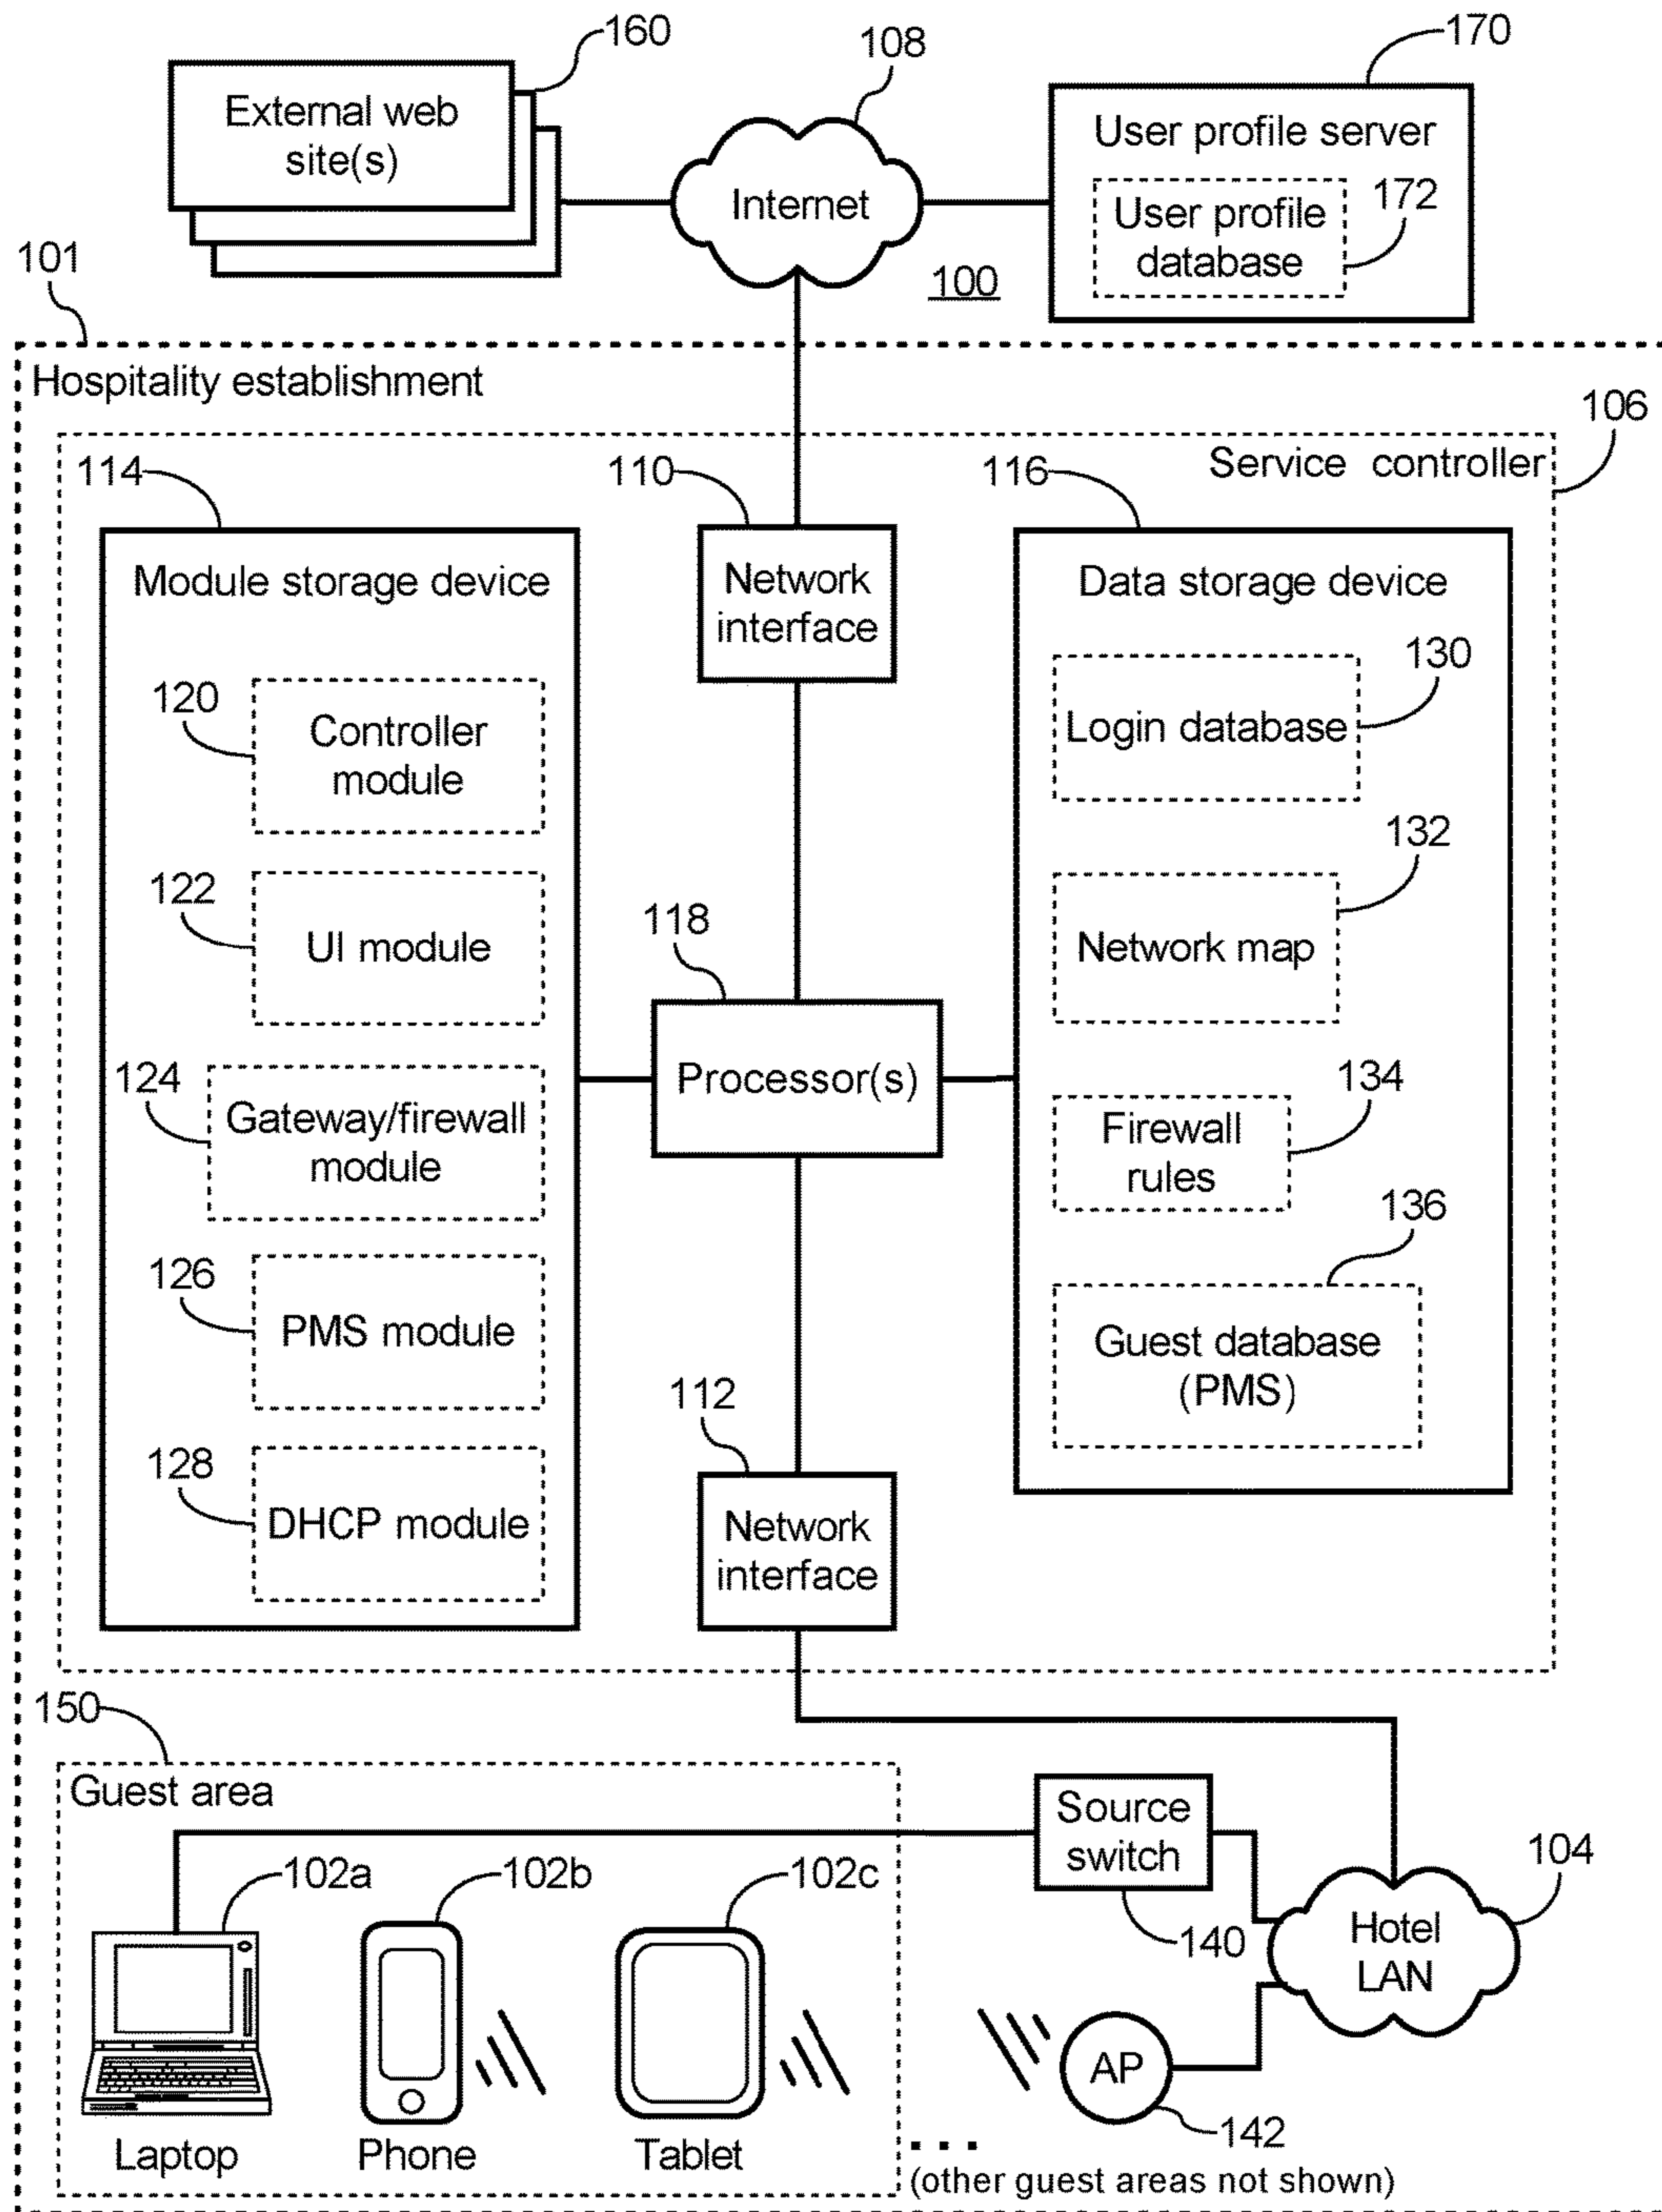 160
108
170
External web
site(s)
Internet
User profile server
User profile
database
172
101
100
Hospitality establishment
106
Service controller
114
110
116
Module storage device
Network
interface
Data storage device
120
Controller
module
130
Login database
122
UI module
132
Network map
118
Processor(s)
124
Gateway/firewall
module
134
Firewall
rules
126
PMS module
136
Guest database
(PMS)
112
128
DHCP module
Network
interface
150
Guest area
Source
switch
102a
102b
102c
104
140
Hotel
LAN
AP
142
Laptop
Phone
Tablet
...
(other guest areas not shown)